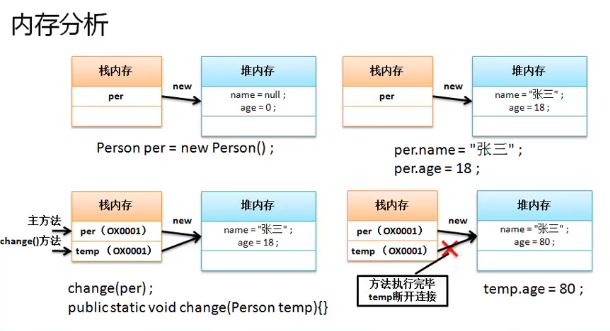 内存分析
栈内存
per
new
堆内存
name = null ;
age = 0 ;
Person per = new Person() ;
栈内存
per
new
堆内存
name = "张三" ;
age = 18 ;
per.name = "张三" ;
per.age = 18 ;
主方法
change()方法
栈内存
per（OX0001）
temp（OX0001）
new
堆内存
name = "张三" ;
age = 18 ;
change(per) ;
public static void change(Person temp){}
栈内存
per（OX0001）
temp（OX0001）
new
堆内存
name = "张三" ;
age = 80 ;
方法执行完毕
temp断开连接
temp.age = 80 ;